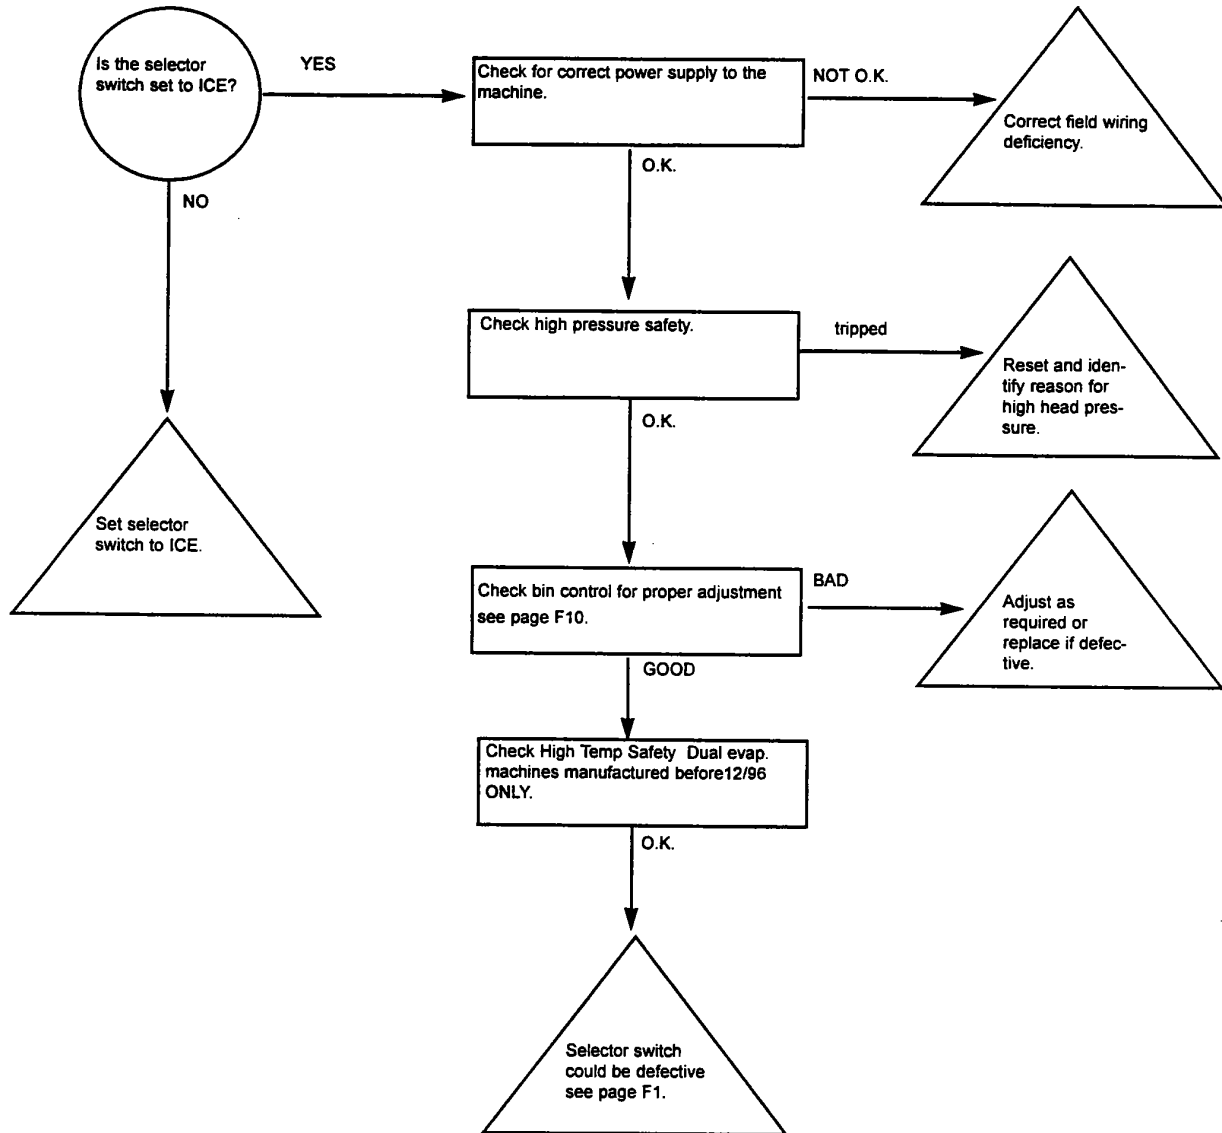 Is the selector
switch set to ICE?
YES
Check for correct power supply to the
machine.
NOT O.K.
Correct field wiring
deficiency.
NO
O.K.
Check high pressure safety.
tripped
Reset and iden-
tify reason for
high head pres-
sure.
O.K.
Set selector
switch to ICE.
Check bin control for proper adjustment
see page F10.
BAD
Adjust as
required or
replace if defec-
tive.
GOOD
Check High Temp Safety Dual evap.
machines manufactured before12/96
ONLY.
O.K.
Selector switch
could be defective
see page F1.